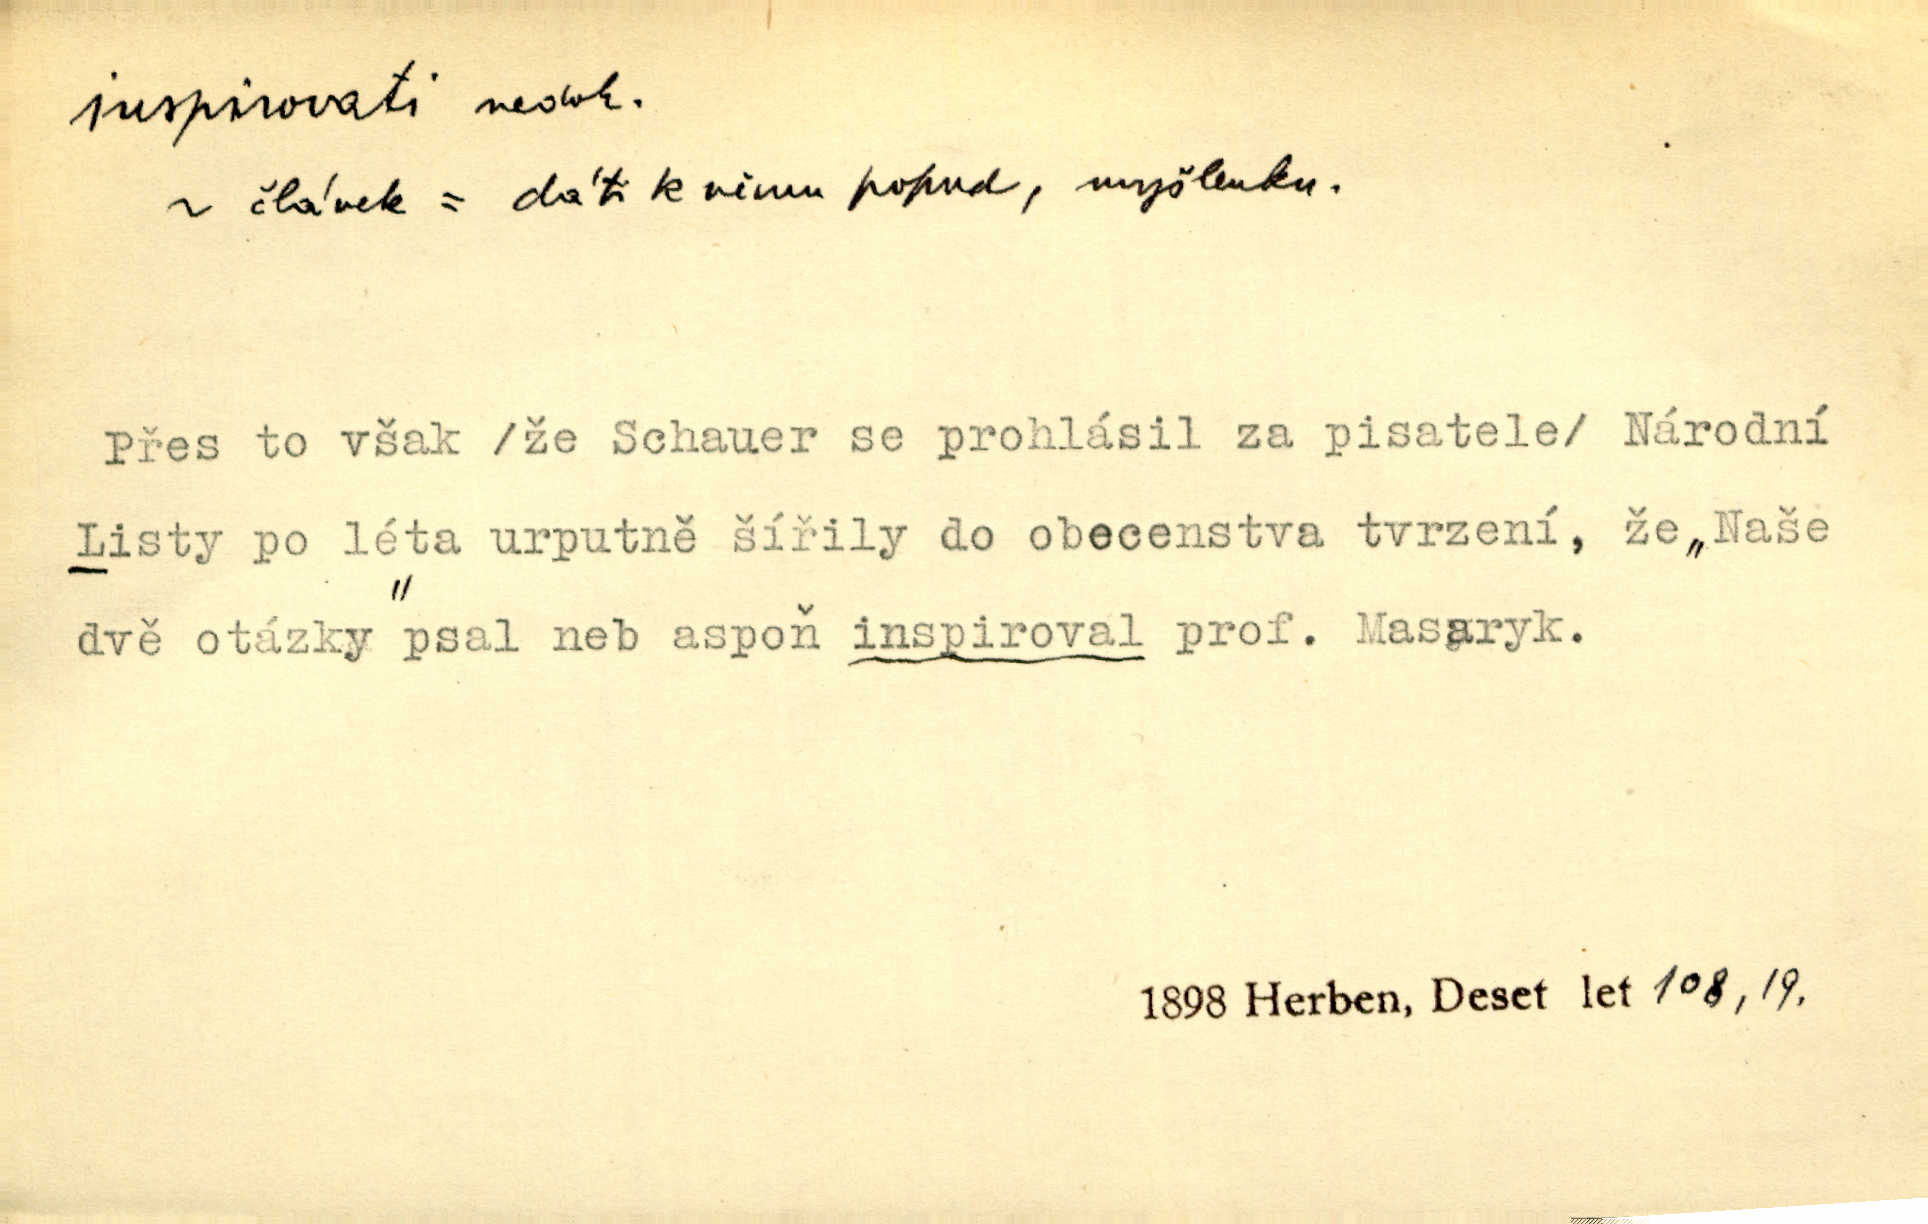 inspirovati nedok.
~ článek = dáti k němu popud, myšlenku.
Přes to však /že Schauer se prohlásil za pisatele/ Národní
Listy po léta urputně šířily do obecenstva tvrzení, že „Naše
dvě otázky" psal neb aspoň inspiroval prof. Masaryk.
1898 Herben, Deset let 108, 19.